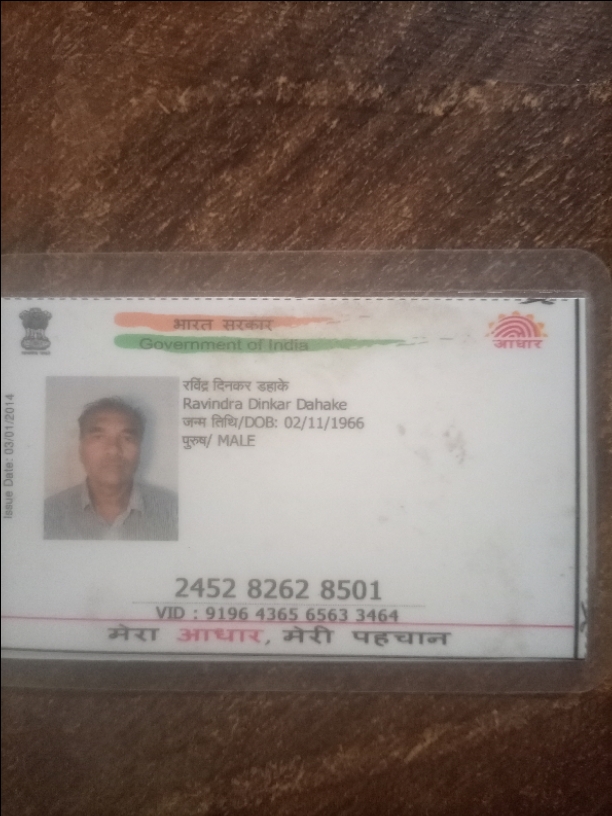 भारत सरकार
Government of India
आधार
Issue Date: 03/01/2014
रविंद्र दिनकर डहाके
Ravindra Dinkar Dahake
जन्म तिथि/DOB: 02/11/1966
पुरुष/ MALE
2452 8262 8501
VID : 9196 4365 6563 3464
मेरा आधार, मेरी पहचान